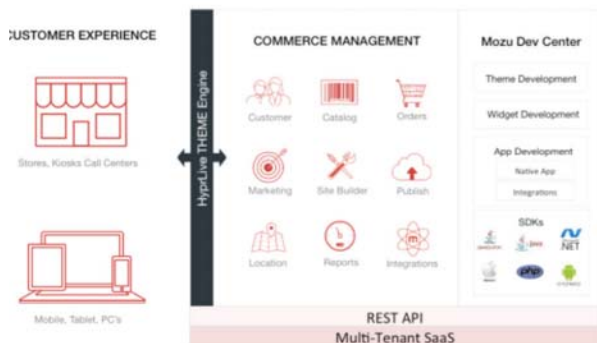 CUSTOMER EXPERIENCE
Stores, Kiosks Call Centers
Mobile, Tablet, PC's
HyprLive THEME Engine
COMMERCE MANAGEMENT
Customer Catalog Orders
Marketing Site Builder Publish
Location Reports Integrations
Mozu Dev Center
Theme Development
Widget Development
App Development
Native App
Integrations
SDKs
java
.NET
php
REST API
Multi-Tenant SaaS